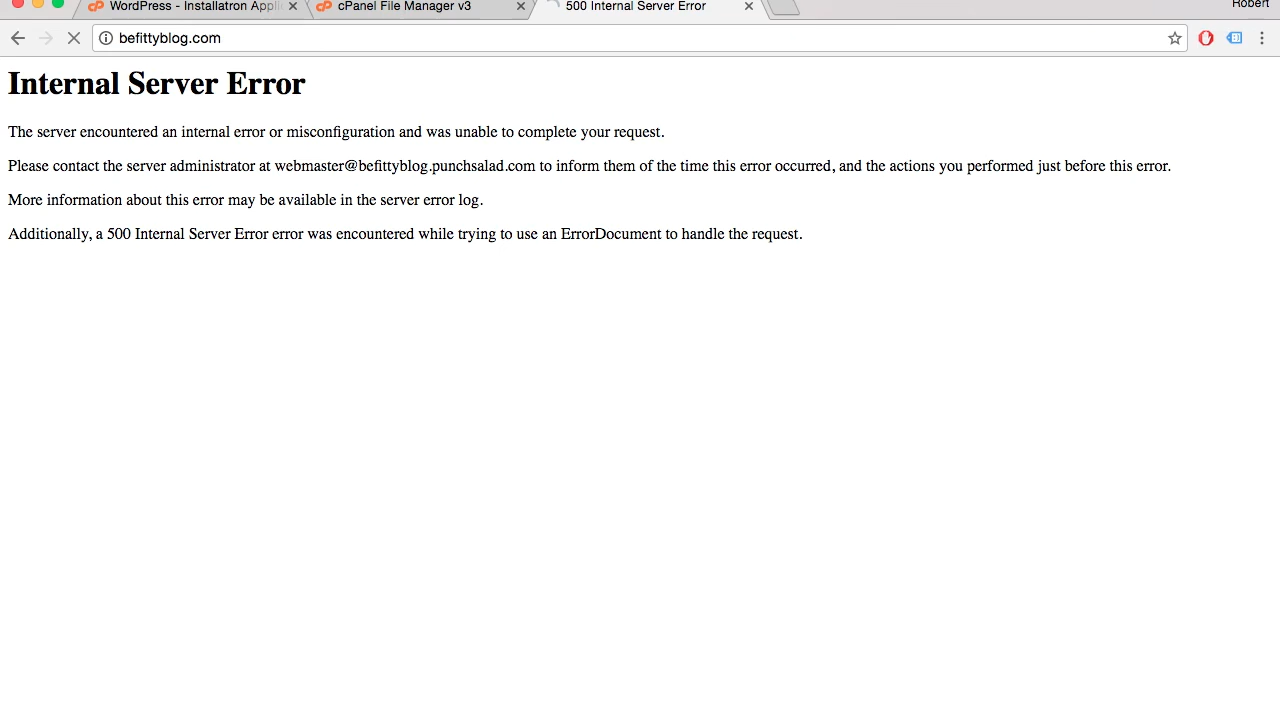 WordPress - Installatron Appli
cPanel File Manager v3
500 Internal Server Error
Robert
befittyblog.com
Internal Server Error
The server encountered an internal error or misconfiguration and was unable to complete your request.
Please contact the server administrator at webmaster@befittyblog.punchsalad.com to inform them of the time this error occurred, and the actions you performed just before this error.
More information about this error may be available in the server error log.
Additionally, a 500 Internal Server Error error was encountered while trying to use an ErrorDocument to handle the request.